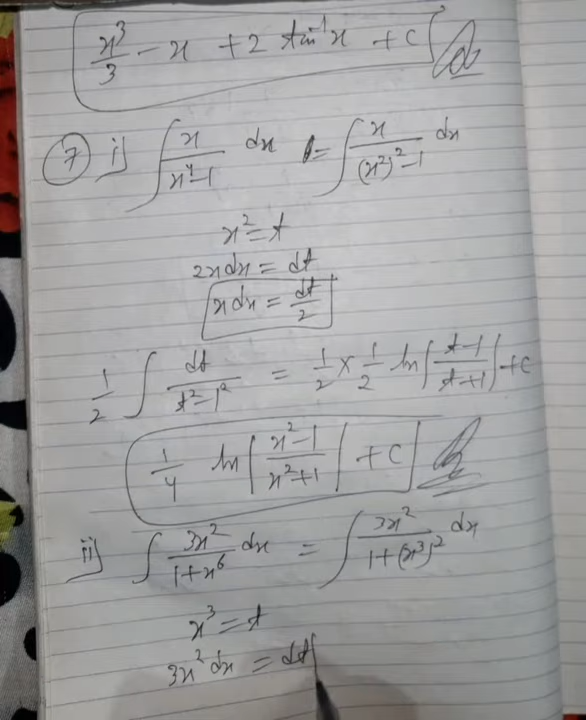 x³/3 - x + 2 tan⁻¹x + C
⑦ i) ∫ x/(x⁴-1) dx = ∫ x/((x²)²-1) dx
x² = t
2x dx = dt
x dx = dt/2
1/2 ∫ dt/(t²-1²) = 1/2 × 1/2 ln|(t-1)/(t+1)| + C
1/4 ln|(x²-1)/(x²+1)| + C
ii) ∫ 3x²/(1+x⁶) dx = ∫ 3x²/(1+(x³)²) dx
x³ = t
3x² dx = dt